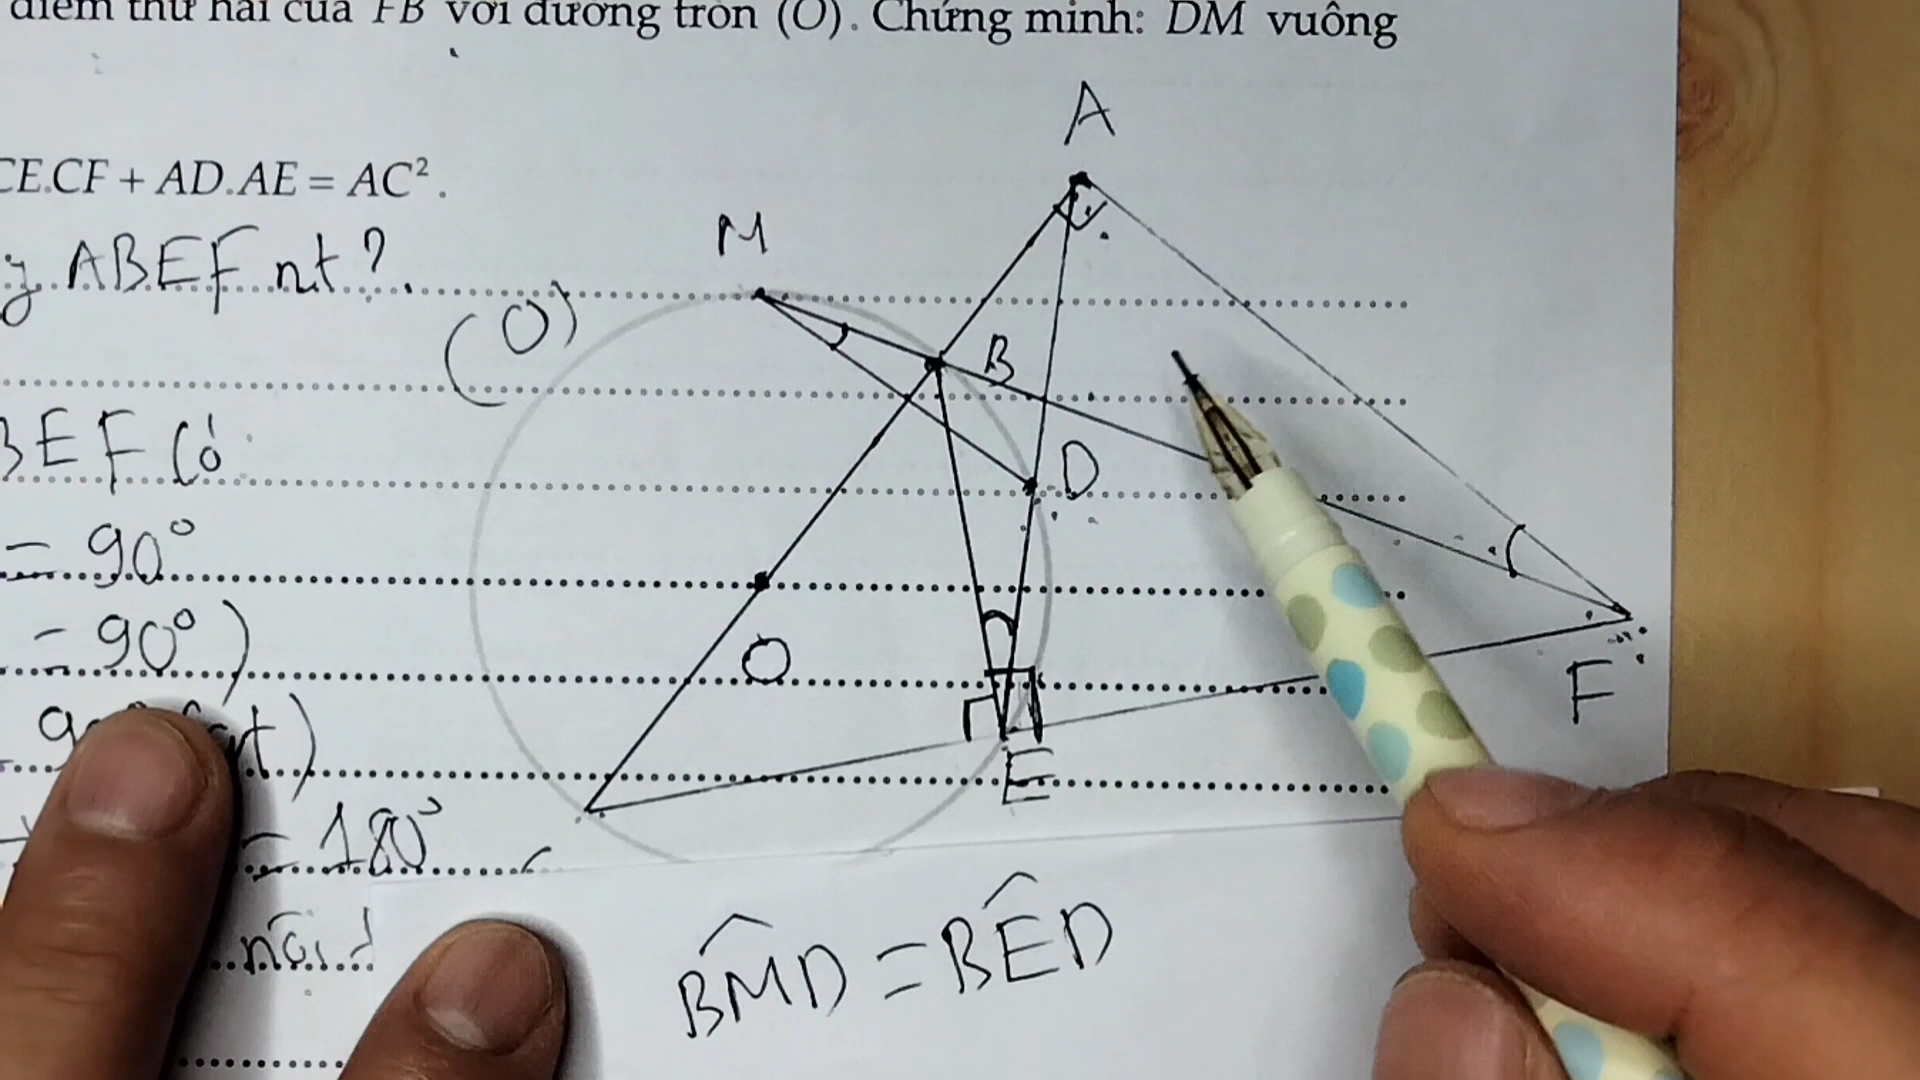 điểm thứ hai của FB với đường tròn (O). Chứng minh: DM vuông
CE.CF + AD.AE = AC².
ABEF nt?
BEF có
= 90°
= 90°)
= 180°
nội
A
M
(O)
B
D
O
E
F
BMD = BED